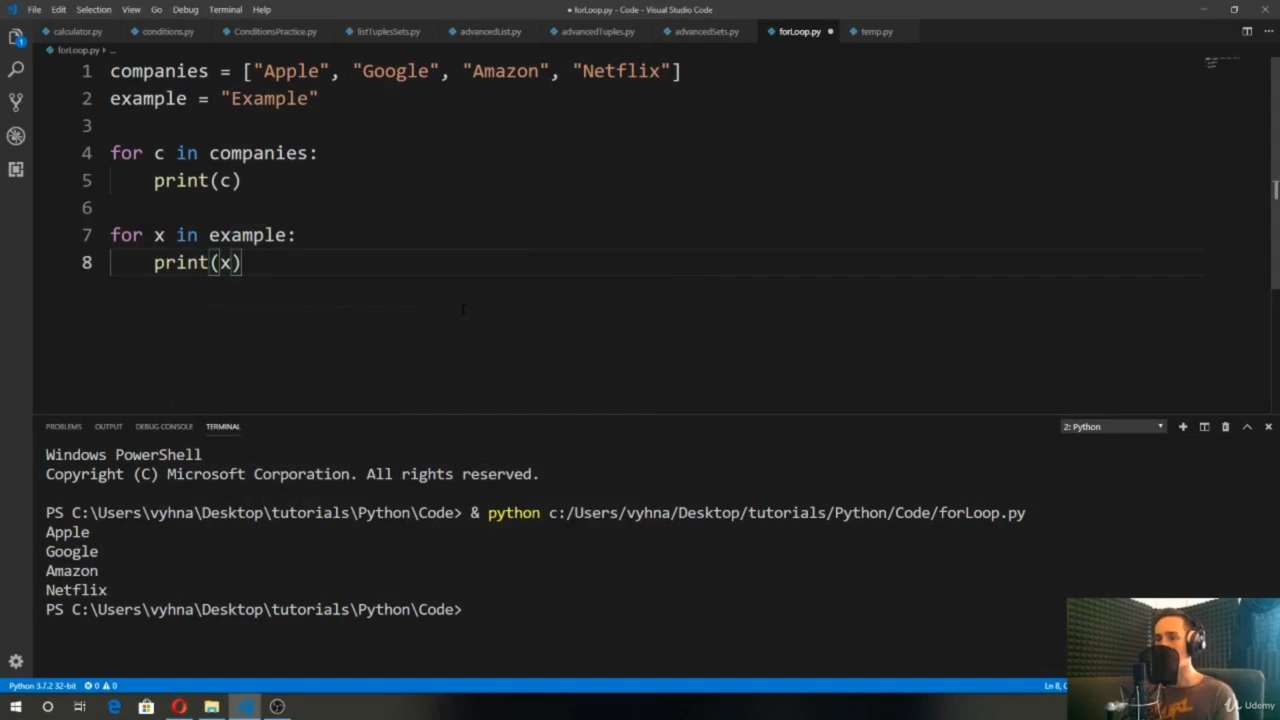 File Edit Selection View Go Debug Terminal Help
● forLoop.py - Code - Visual Studio Code
calculator.py conditions.py ConditionsPractice.py listTuplesSets.py advancedList.py advancedTuples.py advancedSets.py forLoop.py ● temp.py
forLoop.py › ...
1 companies = ["Apple", "Google", "Amazon", "Netflix"]
2 example = "Example"
3
4 for c in companies:
5 print(c)
6
7 for x in example:
8 print(x)
PROBLEMS OUTPUT DEBUG CONSOLE TERMINAL 2: Python
Windows PowerShell
Copyright (C) Microsoft Corporation. All rights reserved.
PS C:\Users\vyhna\Desktop\tutorials\Python\Code> & python c:/Users/vyhna/Desktop/tutorials/Python/Code/forLoop.py
Apple
Google
Amazon
Netflix
PS C:\Users\vyhna\Desktop\tutorials\Python\Code>
Python 3.7.2 32-bit 0 0 Ln 8,
Udemy